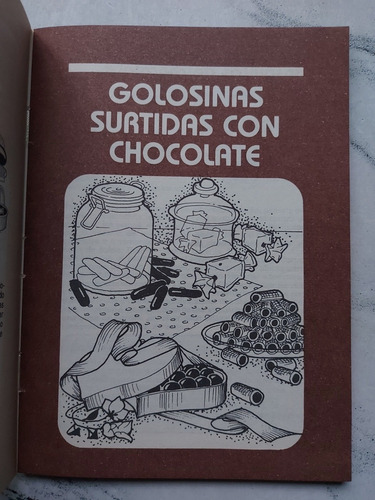 GOLOSINAS
SURTIDAS CON
CHOCOLATE